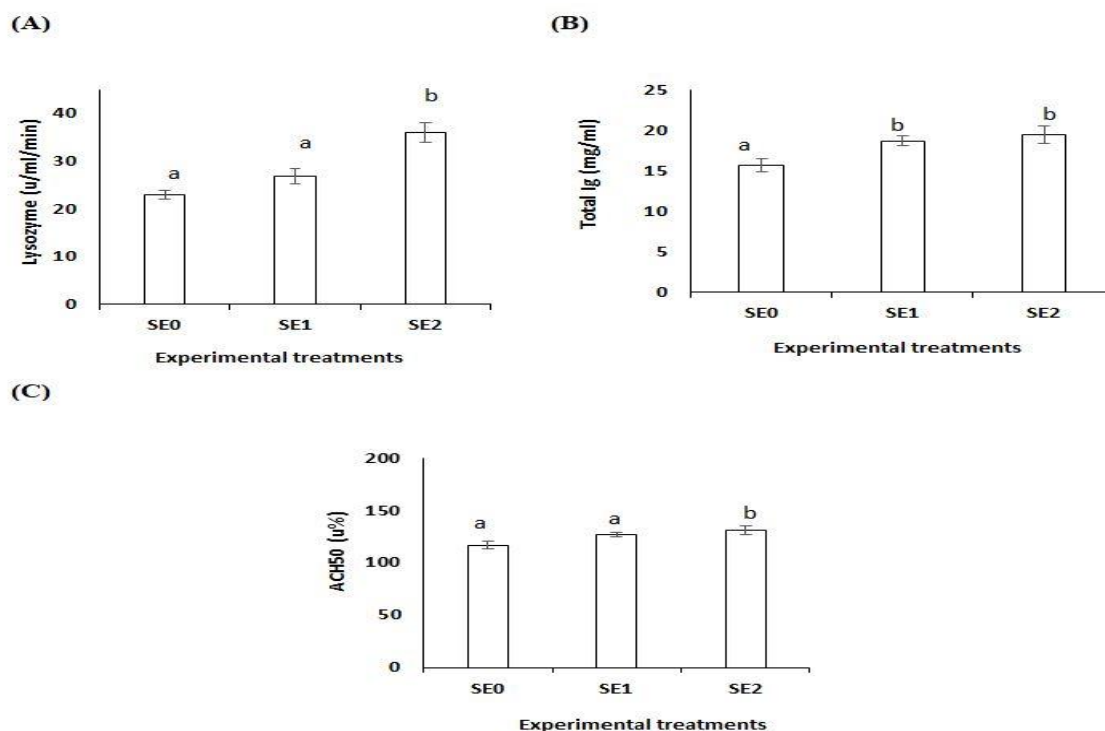 (A)
Lysozyme (u/ml/min)
40
30
20
10
0
a
a
b
SE0 SE1 SE2
Experimental treatments
(B)
Total Ig (mg/ml)
25
20
15
10
5
0
a
b
b
SE0 SE1 SE2
Experimental treatments
(C)
ACH50 (u%)
200
150
100
50
0
a
a
b
SE0 SE1 SE2
Experimental treatments